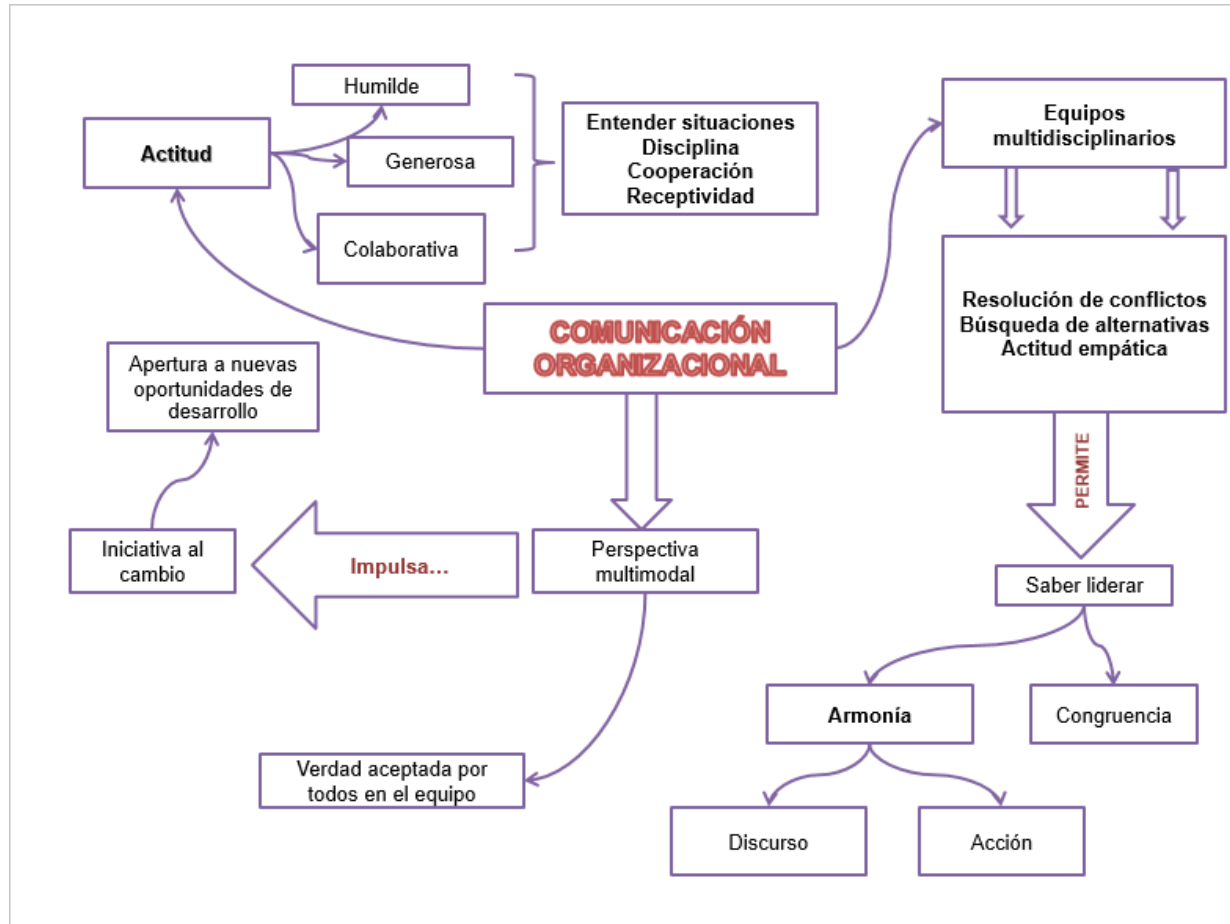 Humilde
Actitud
Generosa
Colaborativa
Entender situaciones
Disciplina
Cooperación
Receptividad
Equipos
multidisciplinarios
Resolución de conflictos
Búsqueda de alternativas
Actitud empática
COMUNICACIÓN
ORGANIZACIONAL
Apertura a nuevas
oportunidades de
desarrollo
Iniciativa al
cambio
Impulsa...
Perspectiva
multimodal
PERMITE
Saber liderar
Armonía
Congruencia
Verdad aceptada por
todos en el equipo
Discurso
Acción